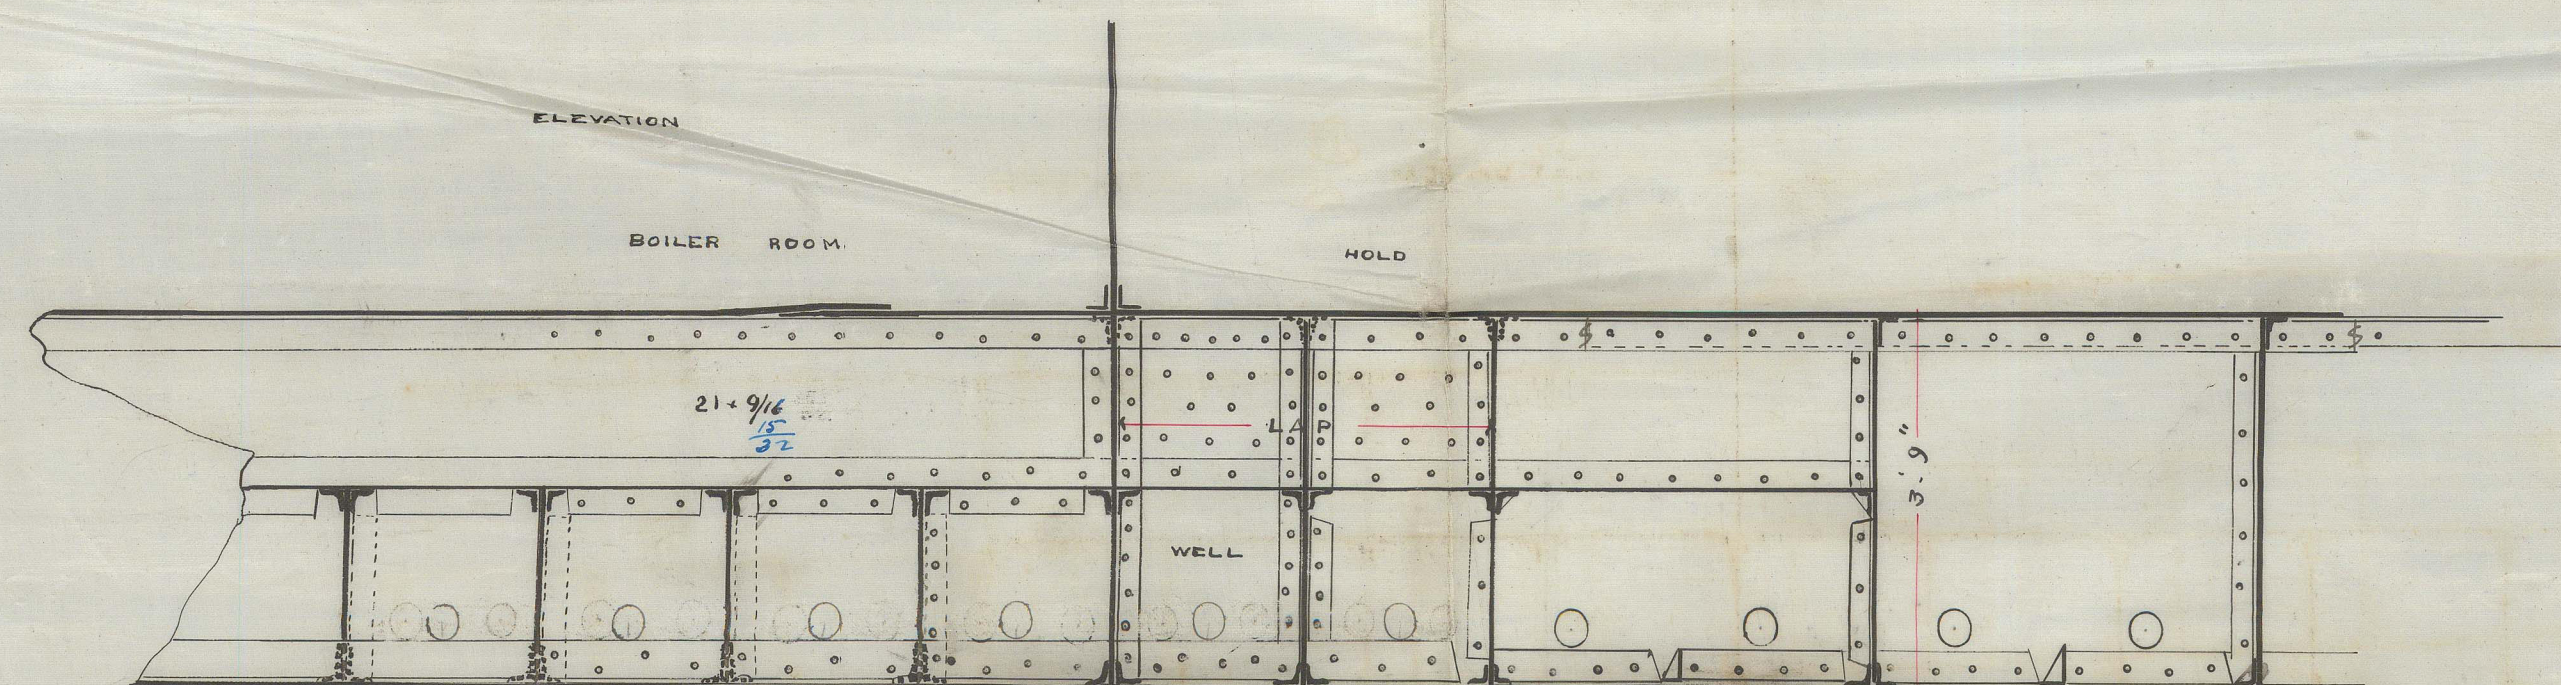 ELEVATION
BOILER ROOM.
HOLD
21 × 9/16
15/32
LAP
3'. 9"
WELL